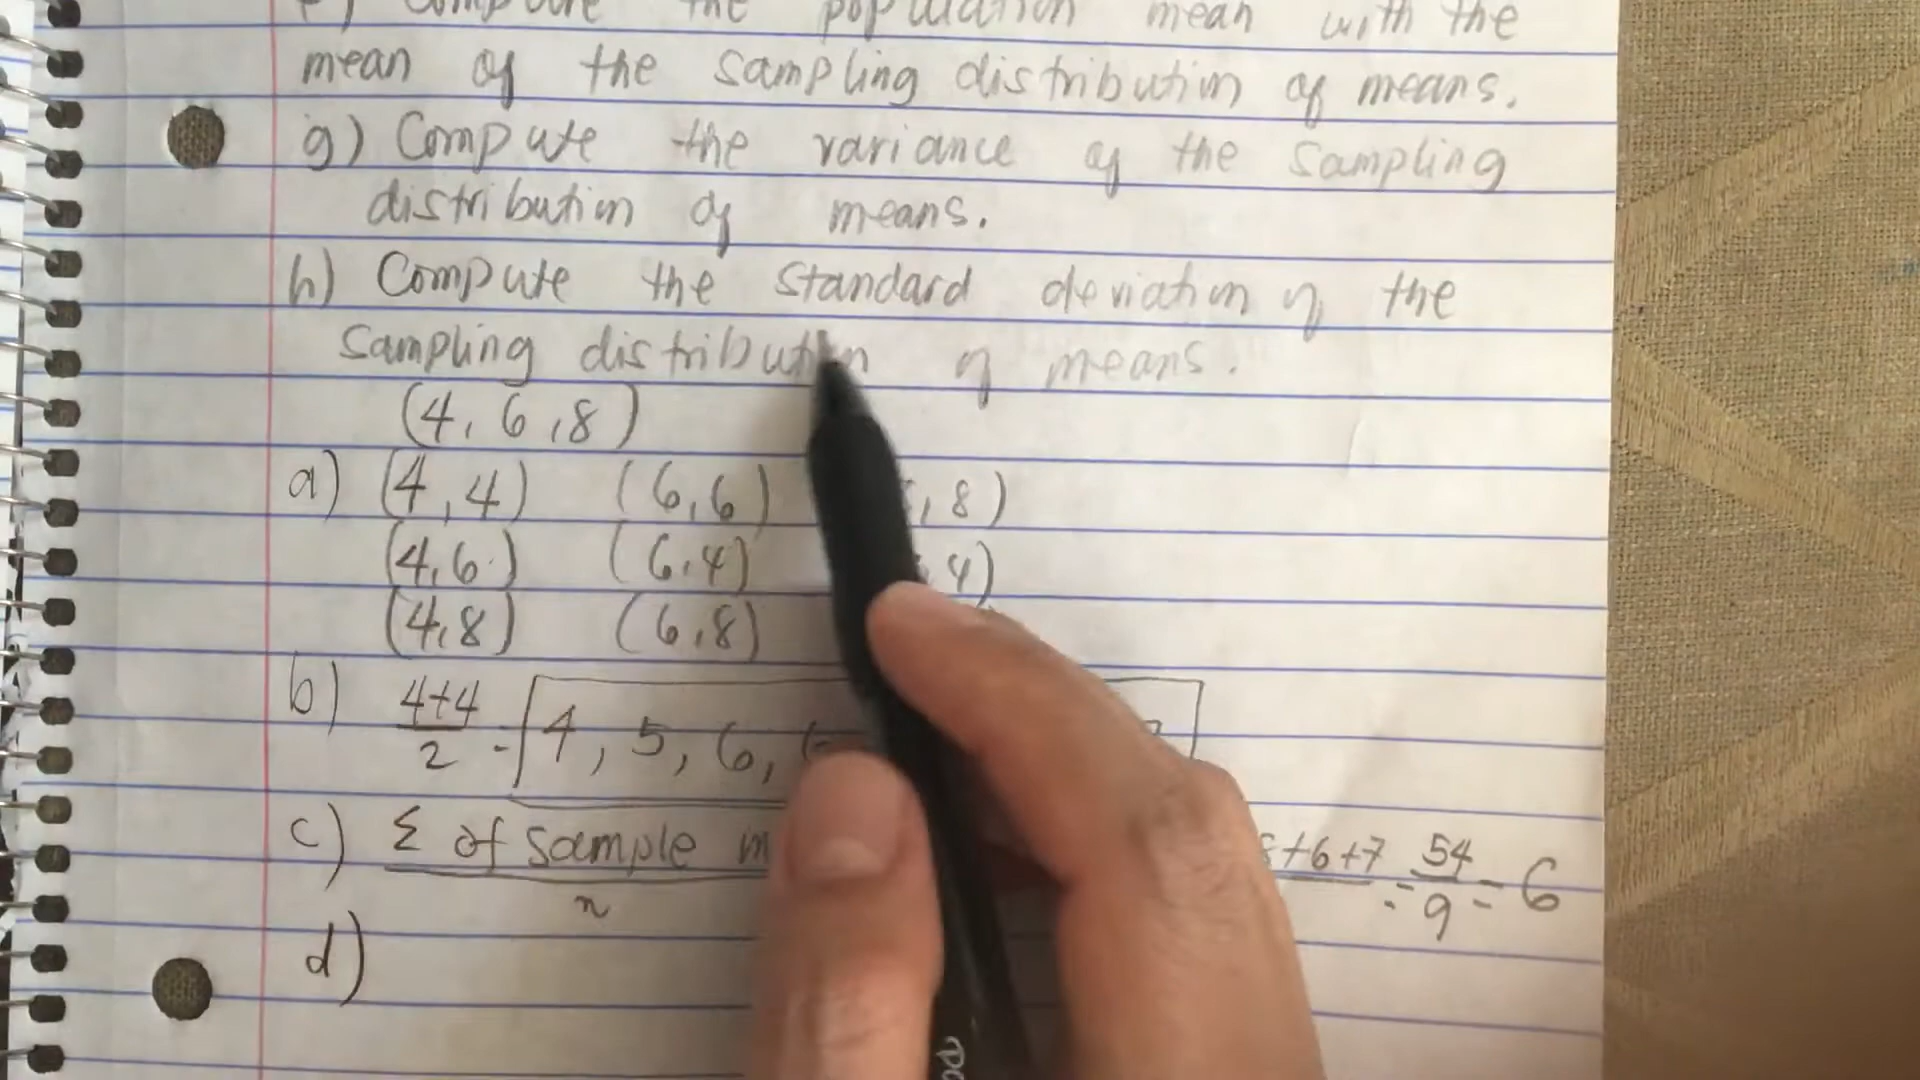 the population mean with the
mean of the sampling distribution of means.
g) Compute the variance of the sampling
distribution of means.
h) Compute the standard deviation of the
sampling distribution of means.
(4, 6, 8)
a) (4, 4) (6, 6) , 8)
(4, 6) (6, 4) , 4)
(4, 8) (6, 8)
b) 4+4 / 2 = 4, 5, 6,
c) Σ of sample +6+7 / = 54 / 9 = 6
n
d)